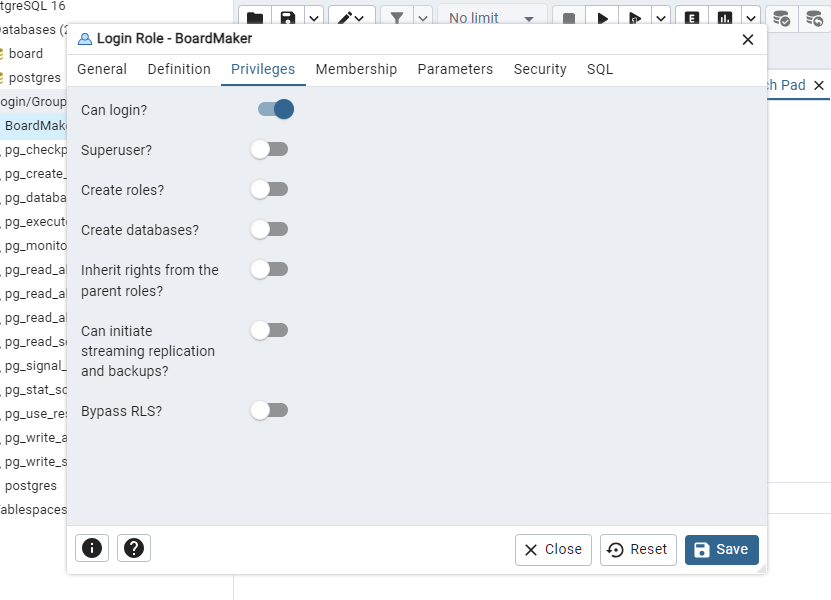 tgreSQL 16
atabases (2
board
postgres
ogin/Group
BoardMak
pg_checkp
pg_create_
pg_databa
pg_execut
pg_monito
pg_read_al
pg_read_al
pg_read_al
pg_read_se
pg_signal_
pg_stat_sc
pg_use_res
pg_write_a
pg_write_s
postgres
ablespaces
No limit
E
ch Pad
Login Role - BoardMaker
General Definition Privileges Membership Parameters Security SQL
Can login?
Superuser?
Create roles?
Create databases?
Inherit rights from the
parent roles?
Can initiate
streaming replication
and backups?
Bypass RLS?
Close Reset Save